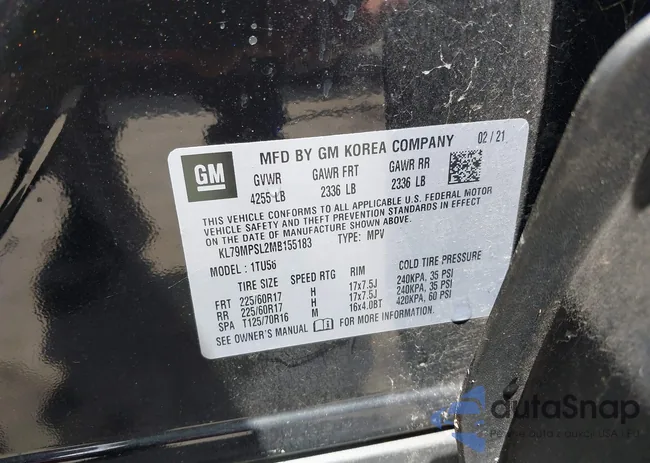 MFD BY GM KOREA COMPANY 02 / 21
GM
GVWR GAWR FRT GAWR RR
4255 LB 2336 LB 2336 LB
THIS VEHICLE CONFORMS TO ALL APPLICABLE U.S. FEDERAL MOTOR
VEHICLE SAFETY AND THEFT PREVENTION STANDARDS IN EFFECT
ON THE DATE OF MANUFACTURE SHOWN ABOVE.
KL79MPSL2MB155183 TYPE: MPV
MODEL : 1TU56
TIRE SIZE SPEED RTG RIM COLD TIRE PRESSURE
FRT 225/60R17 H 17x7.5J 240KPA, 35 PSI
RR 225/60R17 H 17x7.5J 240KPA, 35 PSI
SPA T125/70R16 M 16x4.0BT 420KPA, 60 PSI
SEE OWNER'S MANUAL FOR MORE INFORMATION.
autoSnap